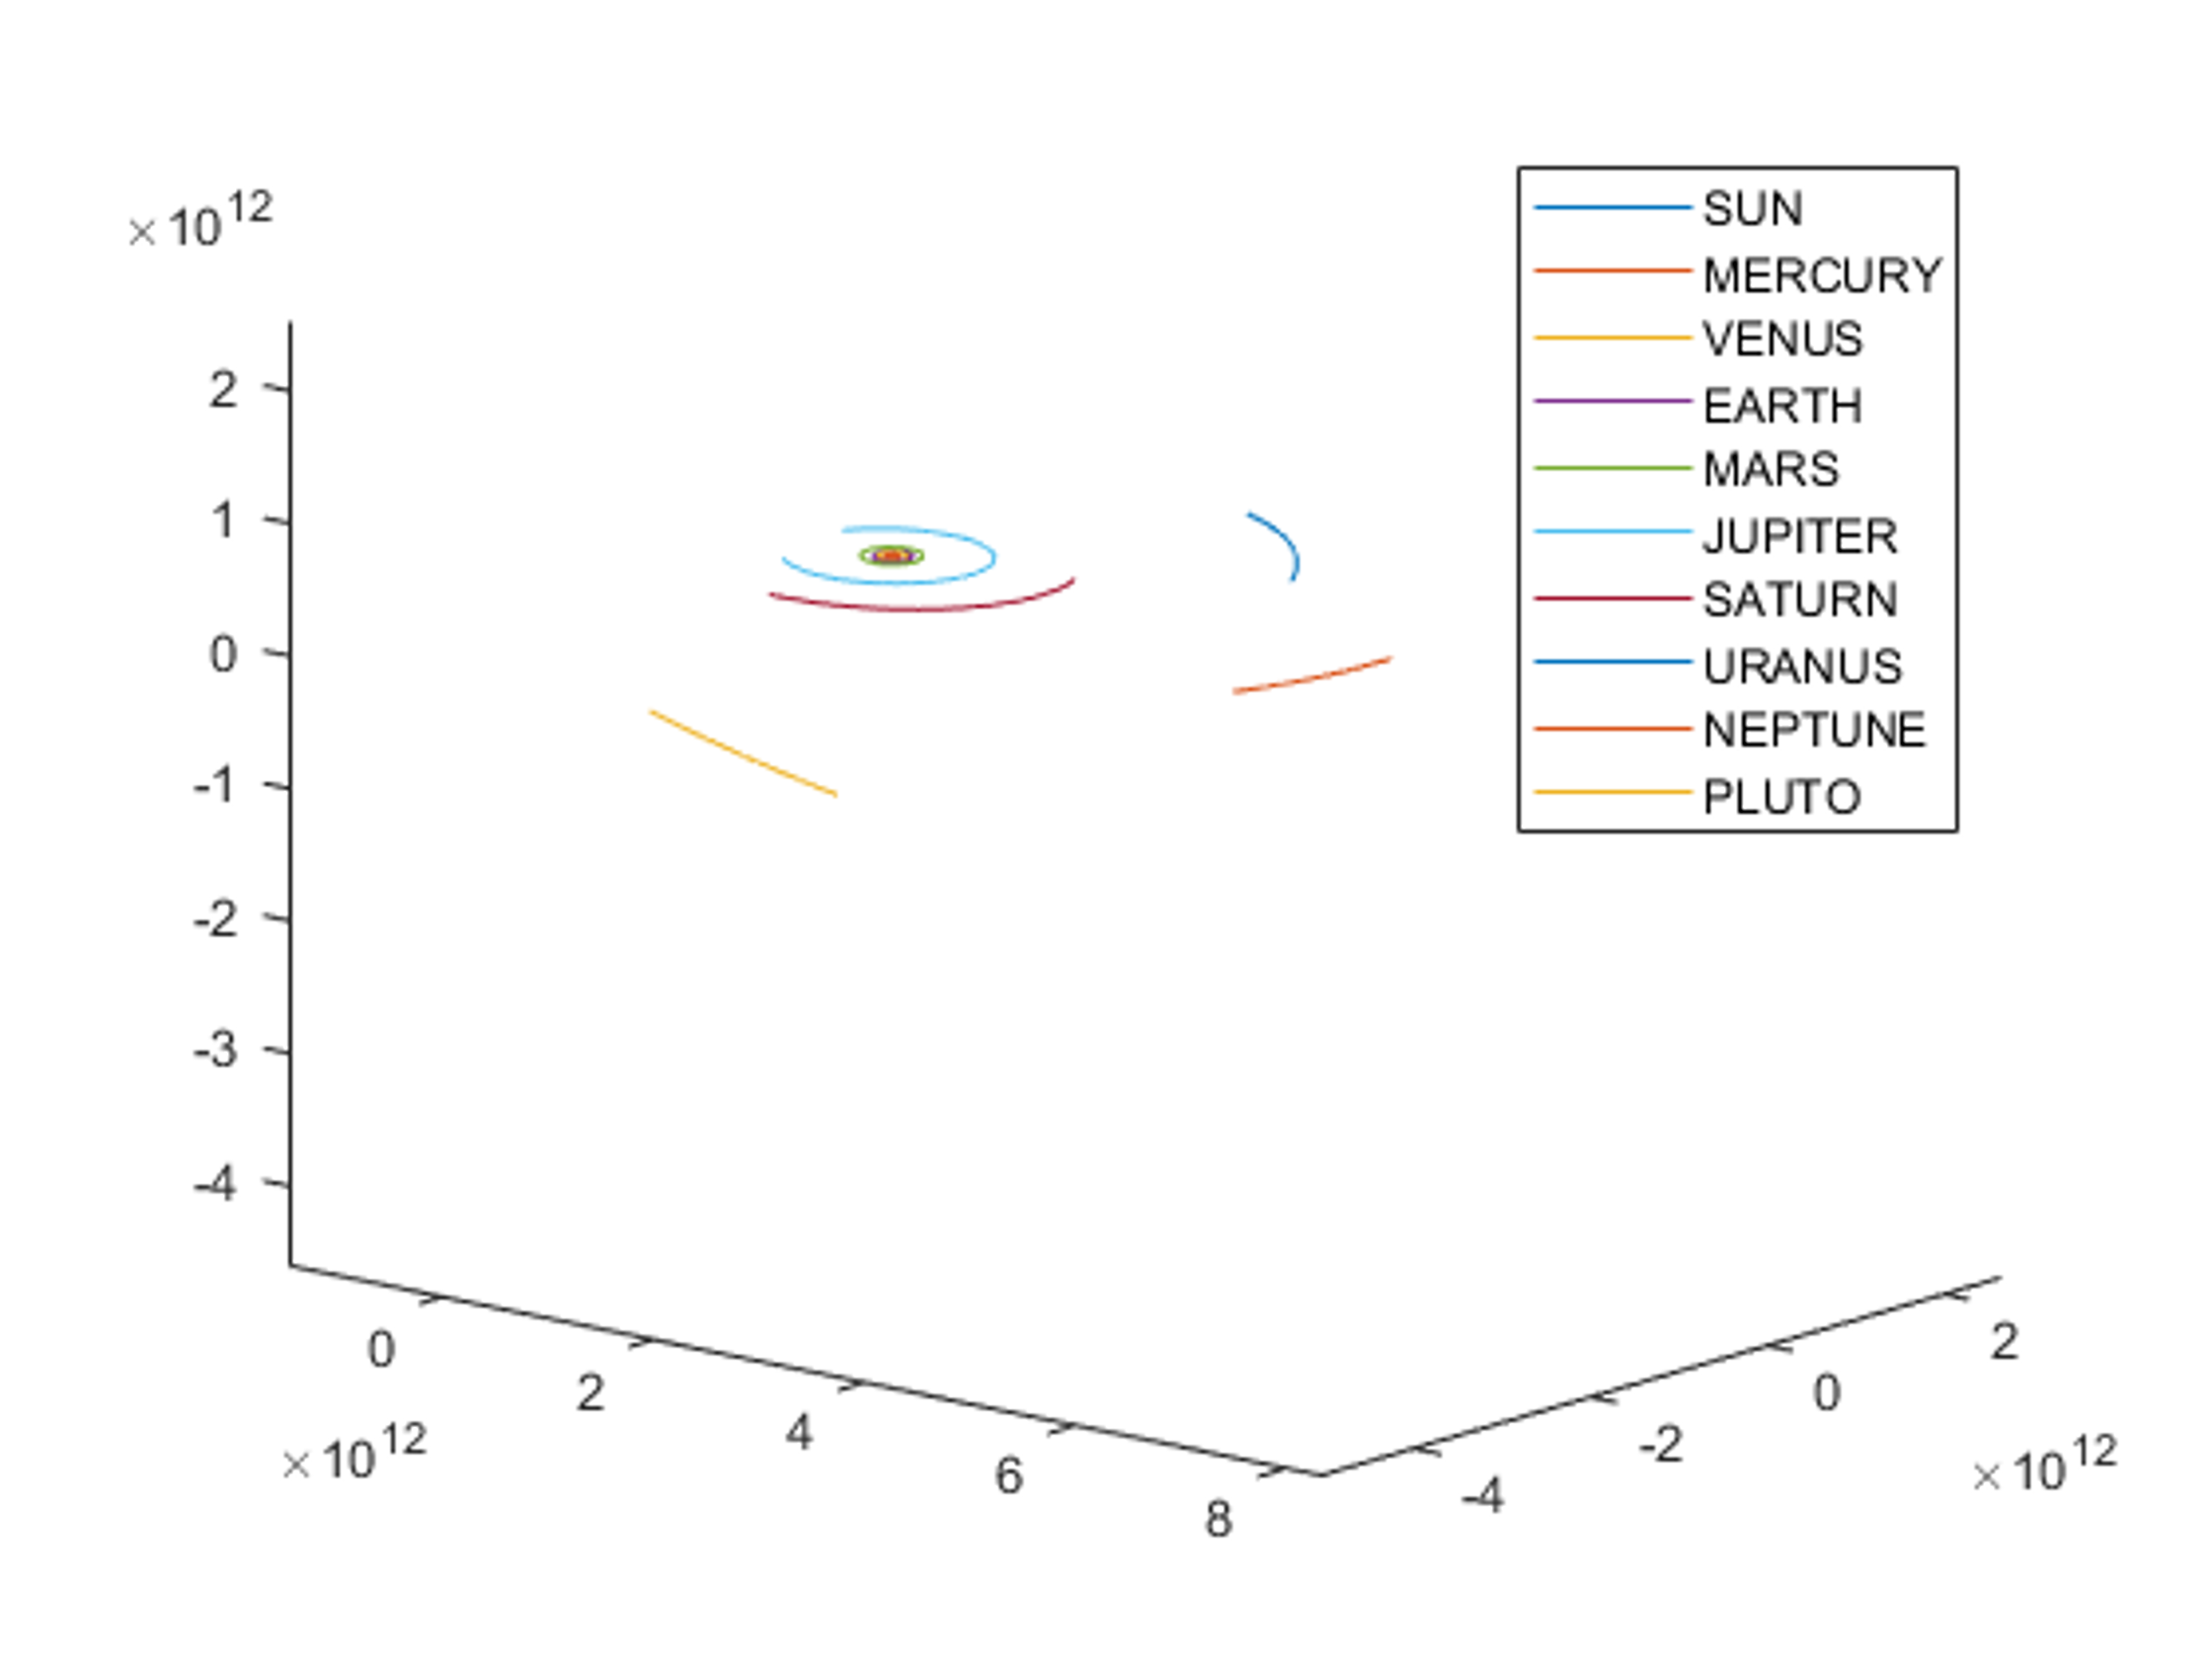 ×10^12
2
1
0
-1
-2
-3
-4
SUN
MERCURY
VENUS
EARTH
MARS
JUPITER
SATURN
URANUS
NEPTUNE
PLUTO
0
2
4
6
8
×10^12
-4
-2
0
2
×10^12